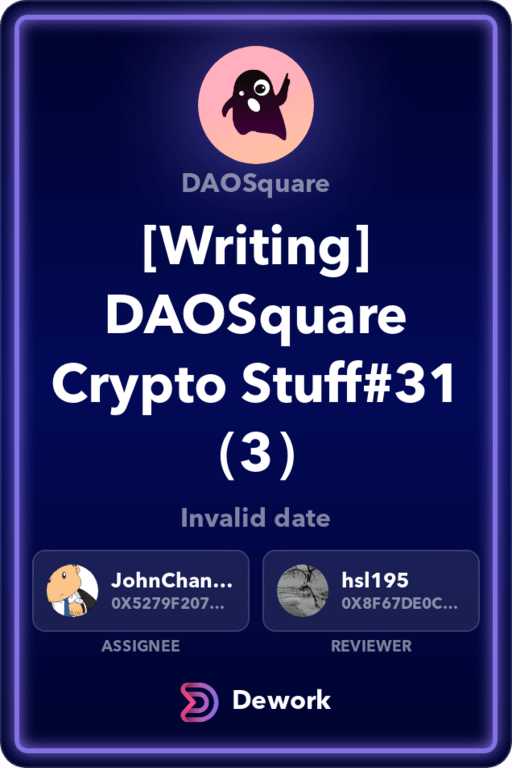 DAOSquare
[Writing]
DAOSquare
Crypto Stuff#31
(3)
Invalid date
JohnChan...
0X5279F207...
hsl195
0X8F67DE0C...
ASSIGNEE
REVIEWER
Dework